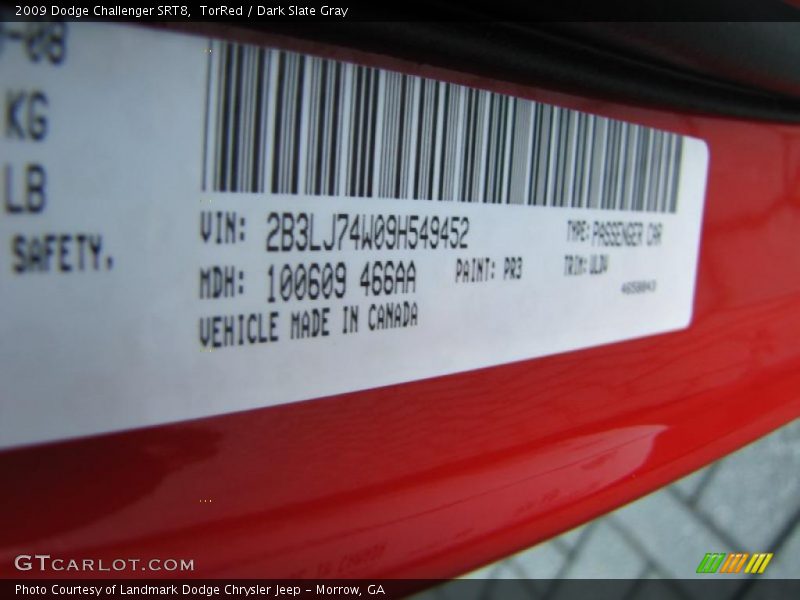 2009 Dodge Challenger SRT8, TorRed / Dark Slate Gray
-08
KG
LB
SAFETY.
VIN: 2B3LJ74W09H549452 TYPE: PASSENGER CAR
MDH: 100609 466AA PAINT: PR3 TRIM:
VEHICLE MADE IN CANADA
GTCARLOT.COM
Photo Courtesy of Landmark Dodge Chrysler Jeep - Morrow, GA